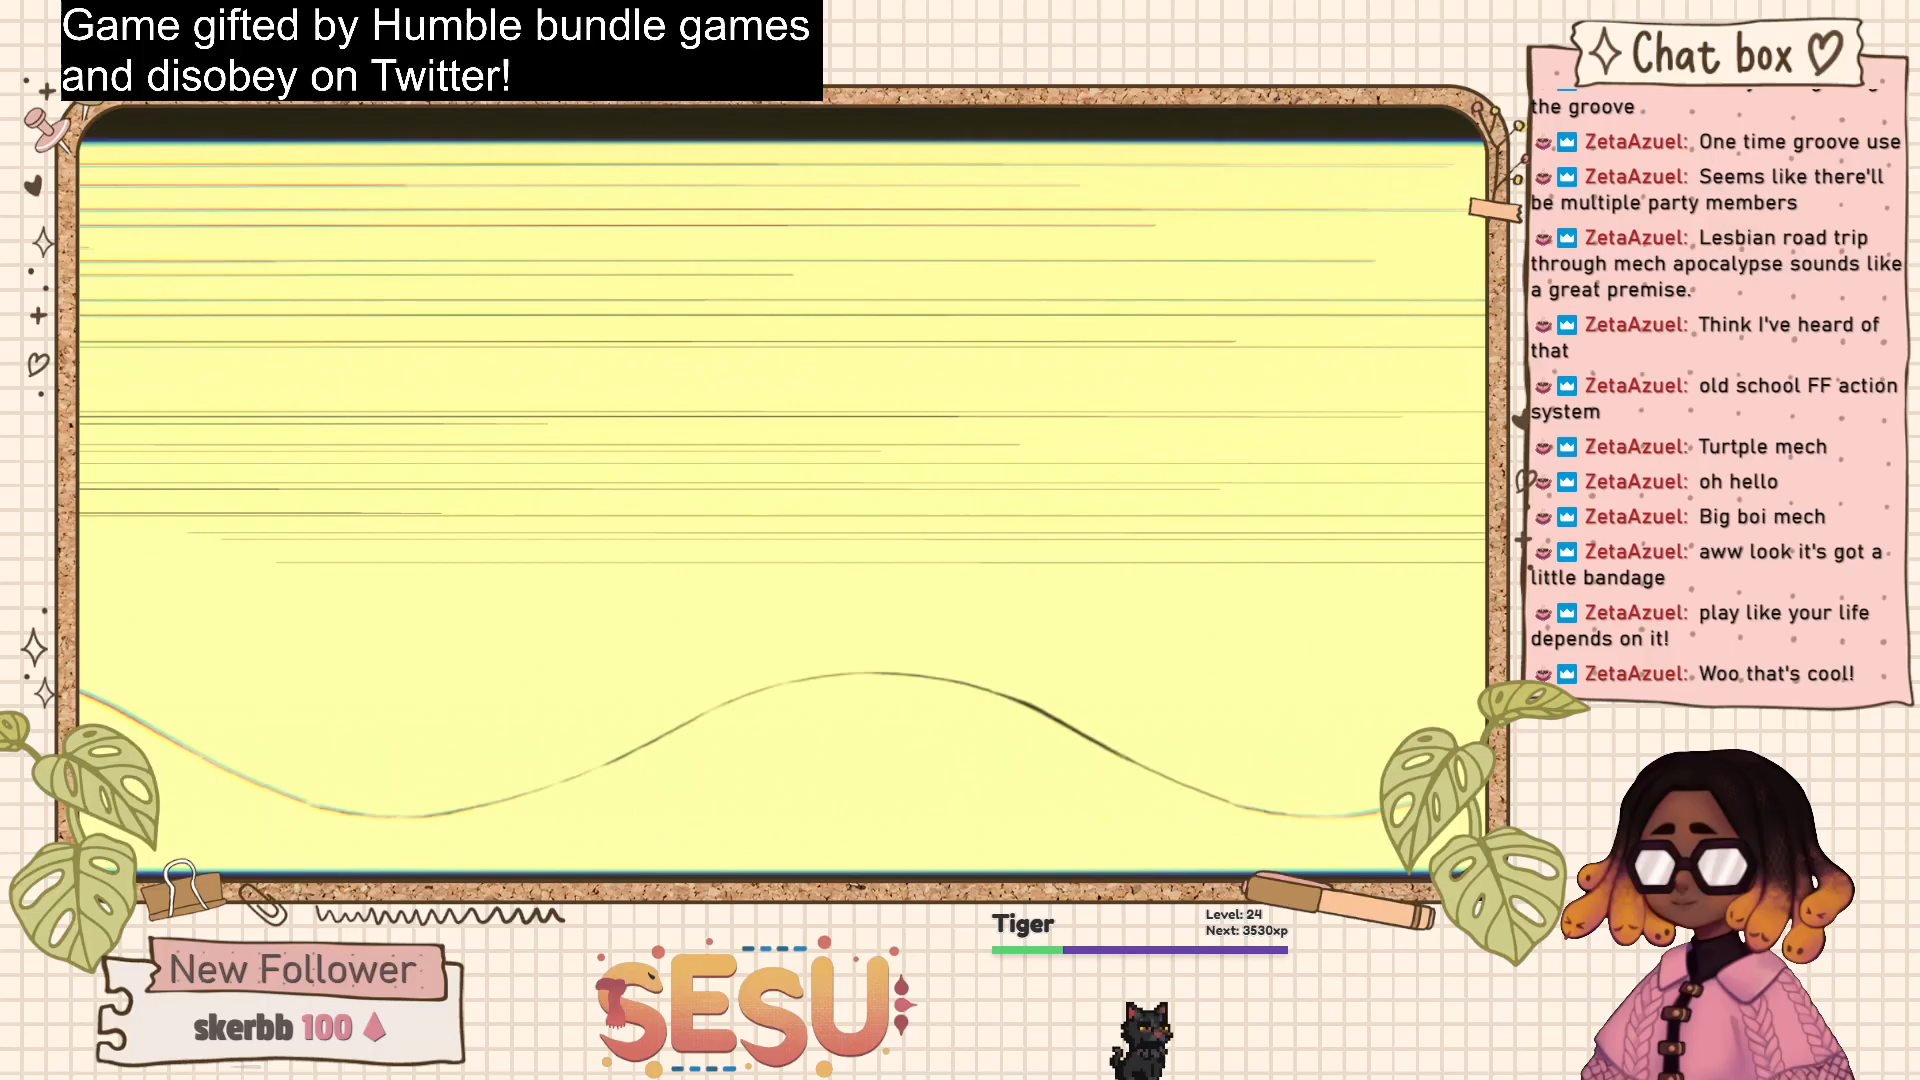 Game gifted by Humble bundle games
and disobey on Twitter!
Chat box
the groove
ZetaAzuel: One time groove use
ZetaAzuel: Seems like there'll
be multiple party members
ZetaAzuel: Lesbian road trip
through mech apocalypse sounds like
a great premise.
ZetaAzuel: Think I've heard of
that
ZetaAzuel: old school FF action
system
ZetaAzuel: Turtple mech
ZetaAzuel: oh hello
ZetaAzuel: Big boi mech
ZetaAzuel: aww look it's got a
little bandage
ZetaAzuel: play like your life
depends on it!
ZetaAzuel: Woo that's cool!
Tiger
Level: 24
Next: 3530xp
New Follower
skerbb 100
SESU